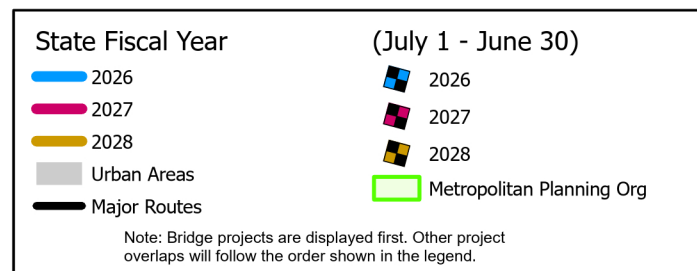 State Fiscal Year (July 1 - June 30)
2026 2026
2027 2027
2028 2028
Urban Areas Metropolitan Planning Org
Major Routes
Note: Bridge projects are displayed first. Other project
overlaps will follow the order shown in the legend.